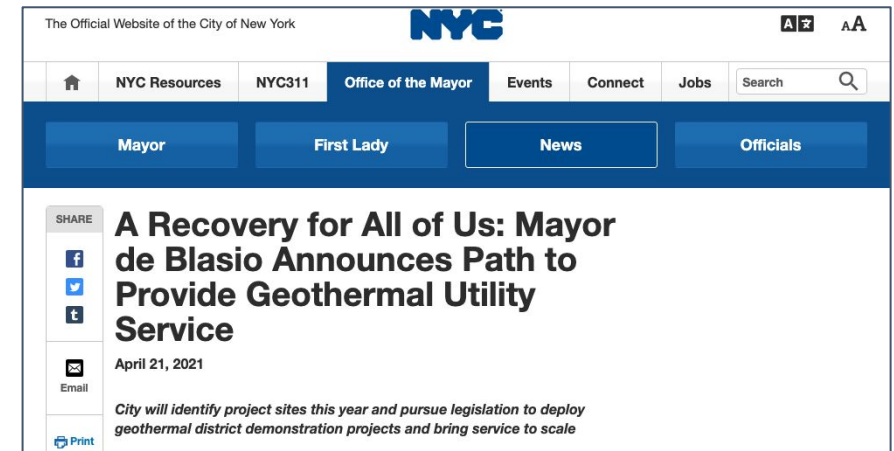 The Official Website of the City of New York
NYC
A AA
NYC Resources NYC311 Office of the Mayor Events Connect Jobs Search
Mayor First Lady News Officials
SHARE
A Recovery for All of Us: Mayor
de Blasio Announces Path to
Provide Geothermal Utility
Service
April 21, 2021
Email
City will identify project sites this year and pursue legislation to deploy
geothermal district demonstration projects and bring service to scale
Print